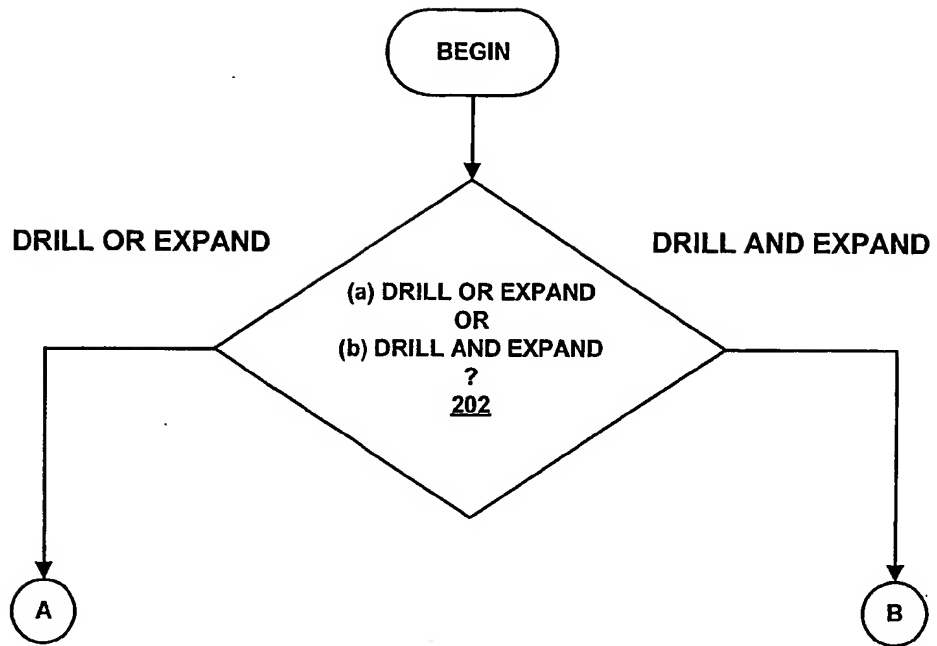 BEGIN
DRILL OR EXPAND
DRILL AND EXPAND
(a) DRILL OR EXPAND
OR
(b) DRILL AND EXPAND
?
202
A
B